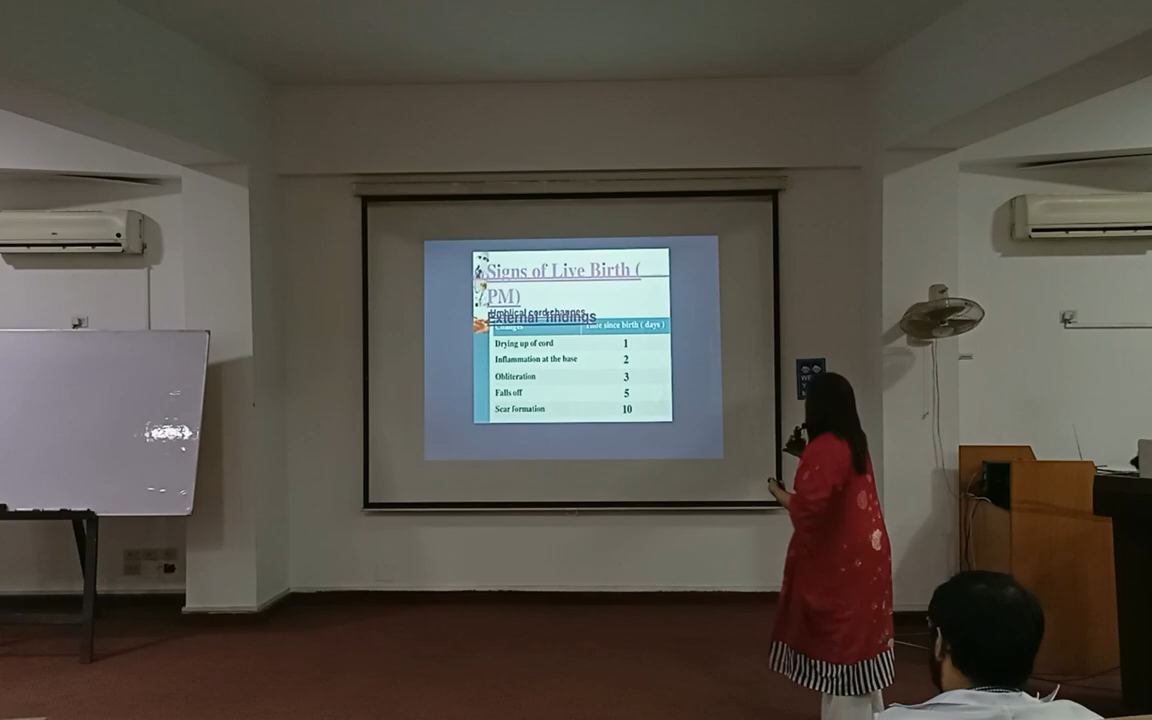 Signs of Live Birth (
PM)
Umblical cord changes
External findings
Changes Time since birth ( days )
Drying up of cord 1
Inflammation at the base 2
Obliteration 3
Falls off 5
Scar formation 10